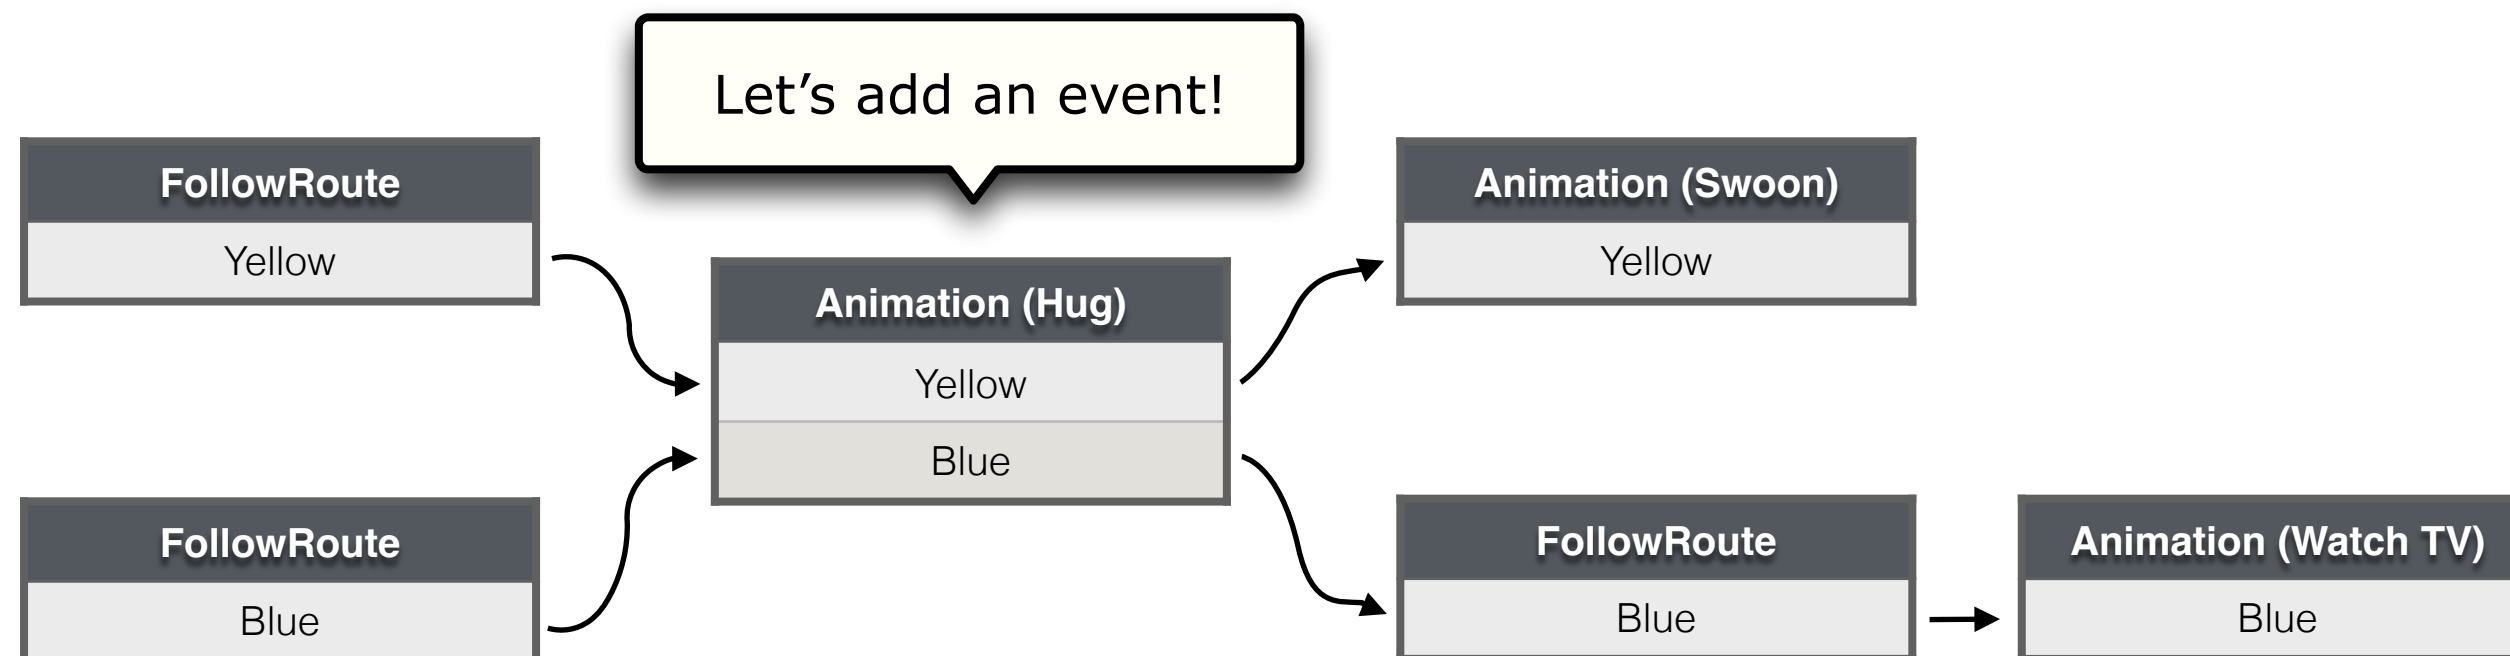 Let’s add an event!
FollowRoute
Yellow
Animation (Hug)
Yellow
Blue
Animation (Swoon)
Yellow
FollowRoute
Blue
FollowRoute
Blue
Animation (Watch TV)
Blue